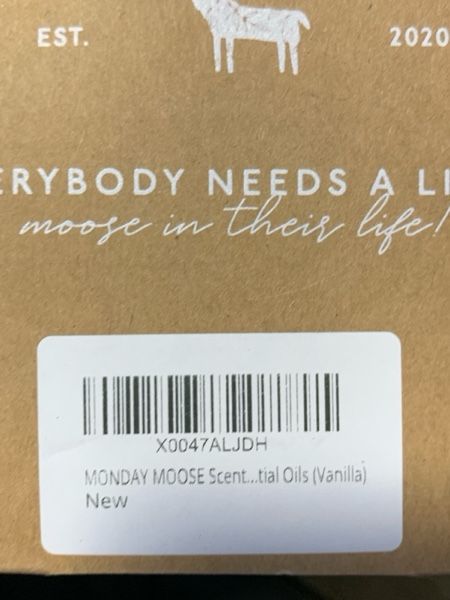 EST.
2020
ERYBODY NEEDS A LI
moose in their life!
X0047ALJDH
MONDAY MOOSE Scent...tial Oils (Vanilla)
New